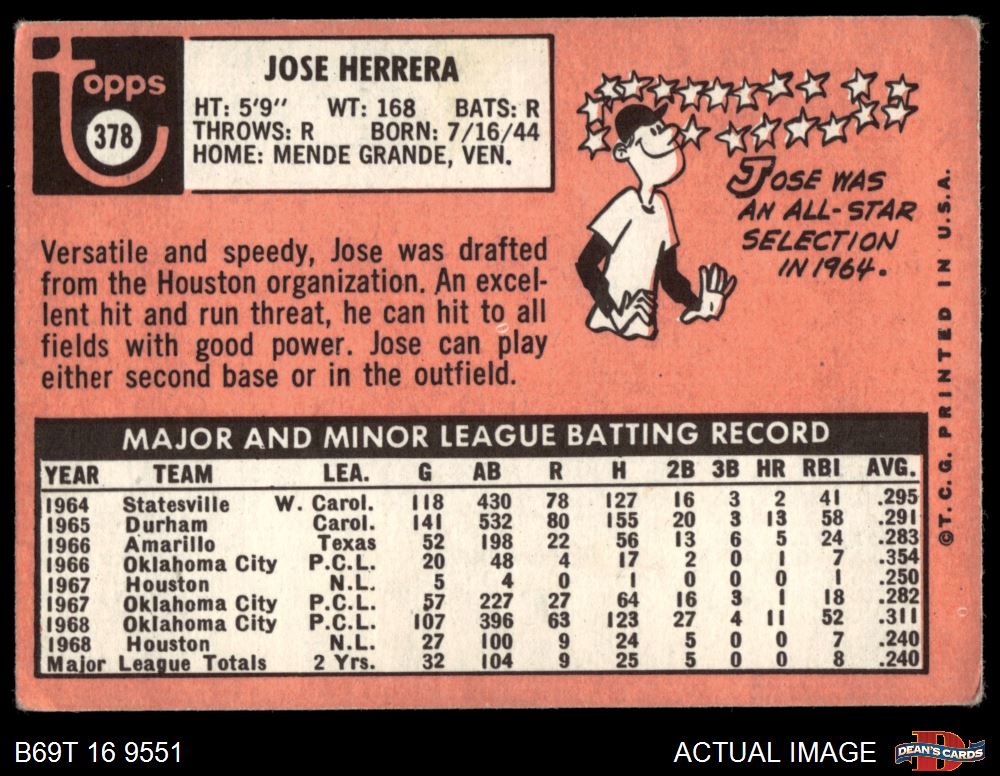 Topps
378
JOSE HERRERA
HT: 5'9" WT: 168 BATS: R
THROWS: R BORN: 7/16/44
HOME: MENDE GRANDE, VEN.
Versatile and speedy, Jose was drafted
from the Houston organization. An excel-
lent hit and run threat, he can hit to all
fields with good power. Jose can play
either second base or in the outfield.
JOSE WAS
AN ALL-STAR
SELECTION
IN 1964.
©T. C. G. PRINTED IN U.S.A.
MAJOR AND MINOR LEAGUE BATTING RECORD
YEAR TEAM LEA. G AB R H 2B 3B HR RBI AVG.
1964 Statesville W. Carol. 118 430 78 127 16 3 2 41 .295
1965 Durham Carol. 141 532 80 155 20 3 13 58 .291
1966 Amarillo Texas 52 198 22 56 13 6 5 24 .283
1966 Oklahoma City P.C.L. 20 48 4 17 2 0 1 7 .354
1967 Houston N.L. 5 4 0 1 0 0 0 1 .250
1967 Oklahoma City P.C.L. 57 227 27 64 16 3 1 18 .282
1968 Oklahoma City P.C.L. 107 396 63 123 27 4 11 52 .311
1968 Houston N.L. 27 100 9 24 5 0 0 7 .240
Major League Totals 2 Yrs. 32 104 9 25 5 0 0 8 .240
B69T 16 9551
ACTUAL IMAGE
DEAN'S CARDS